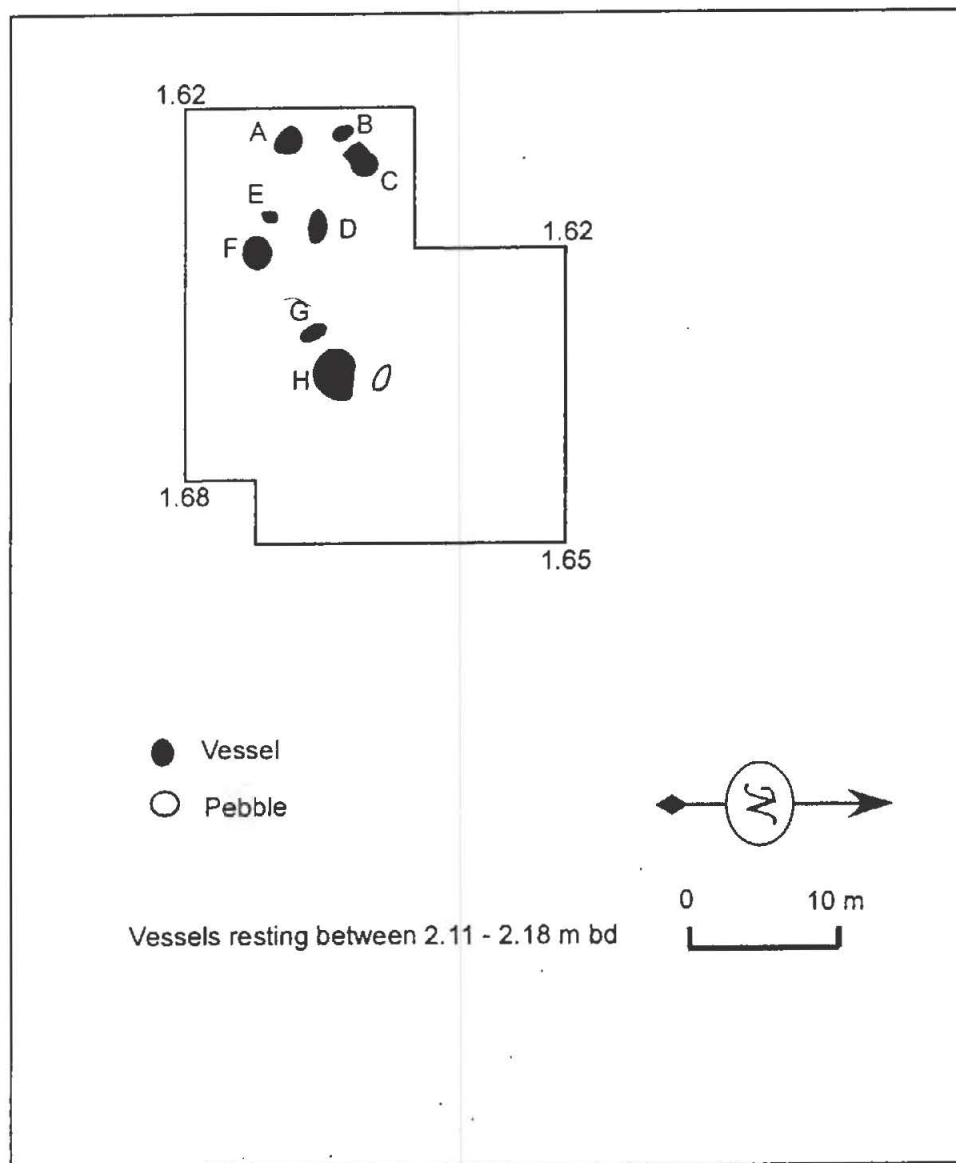 1.62
A
B
C
E
D
F
1.62
G
H
1.68
1.65
Vessel
Pebble
N
0 10 m
Vessels resting between 2.11 - 2.18 m bd